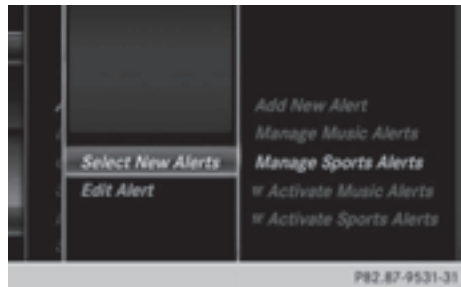 Add New Alert
Manage Music Alerts
Select New Alerts
Manage Sports Alerts
Edit Alert
Activate Music Alerts
Activate Sports Alerts
P82.87-9531-31